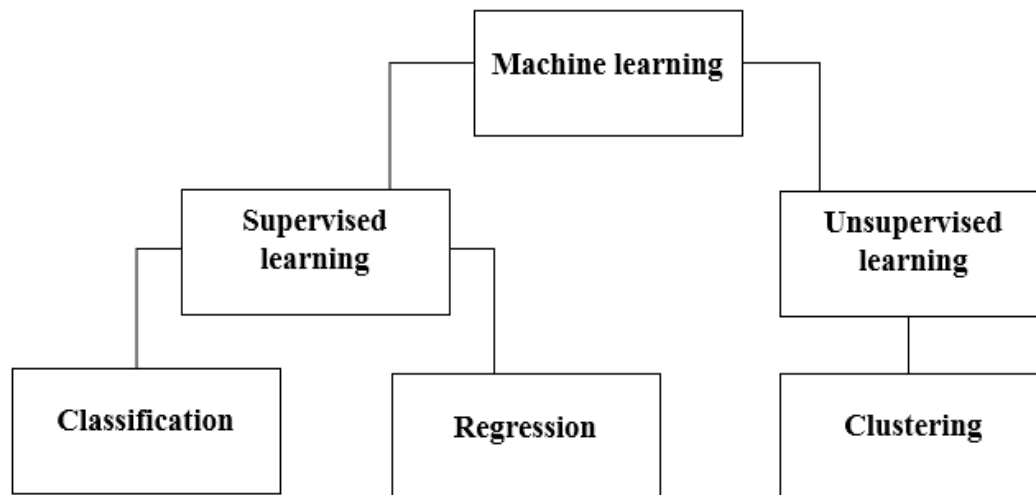 Machine learning
Supervised
learning
Unsupervised
learning
Classification
Regression
Clustering